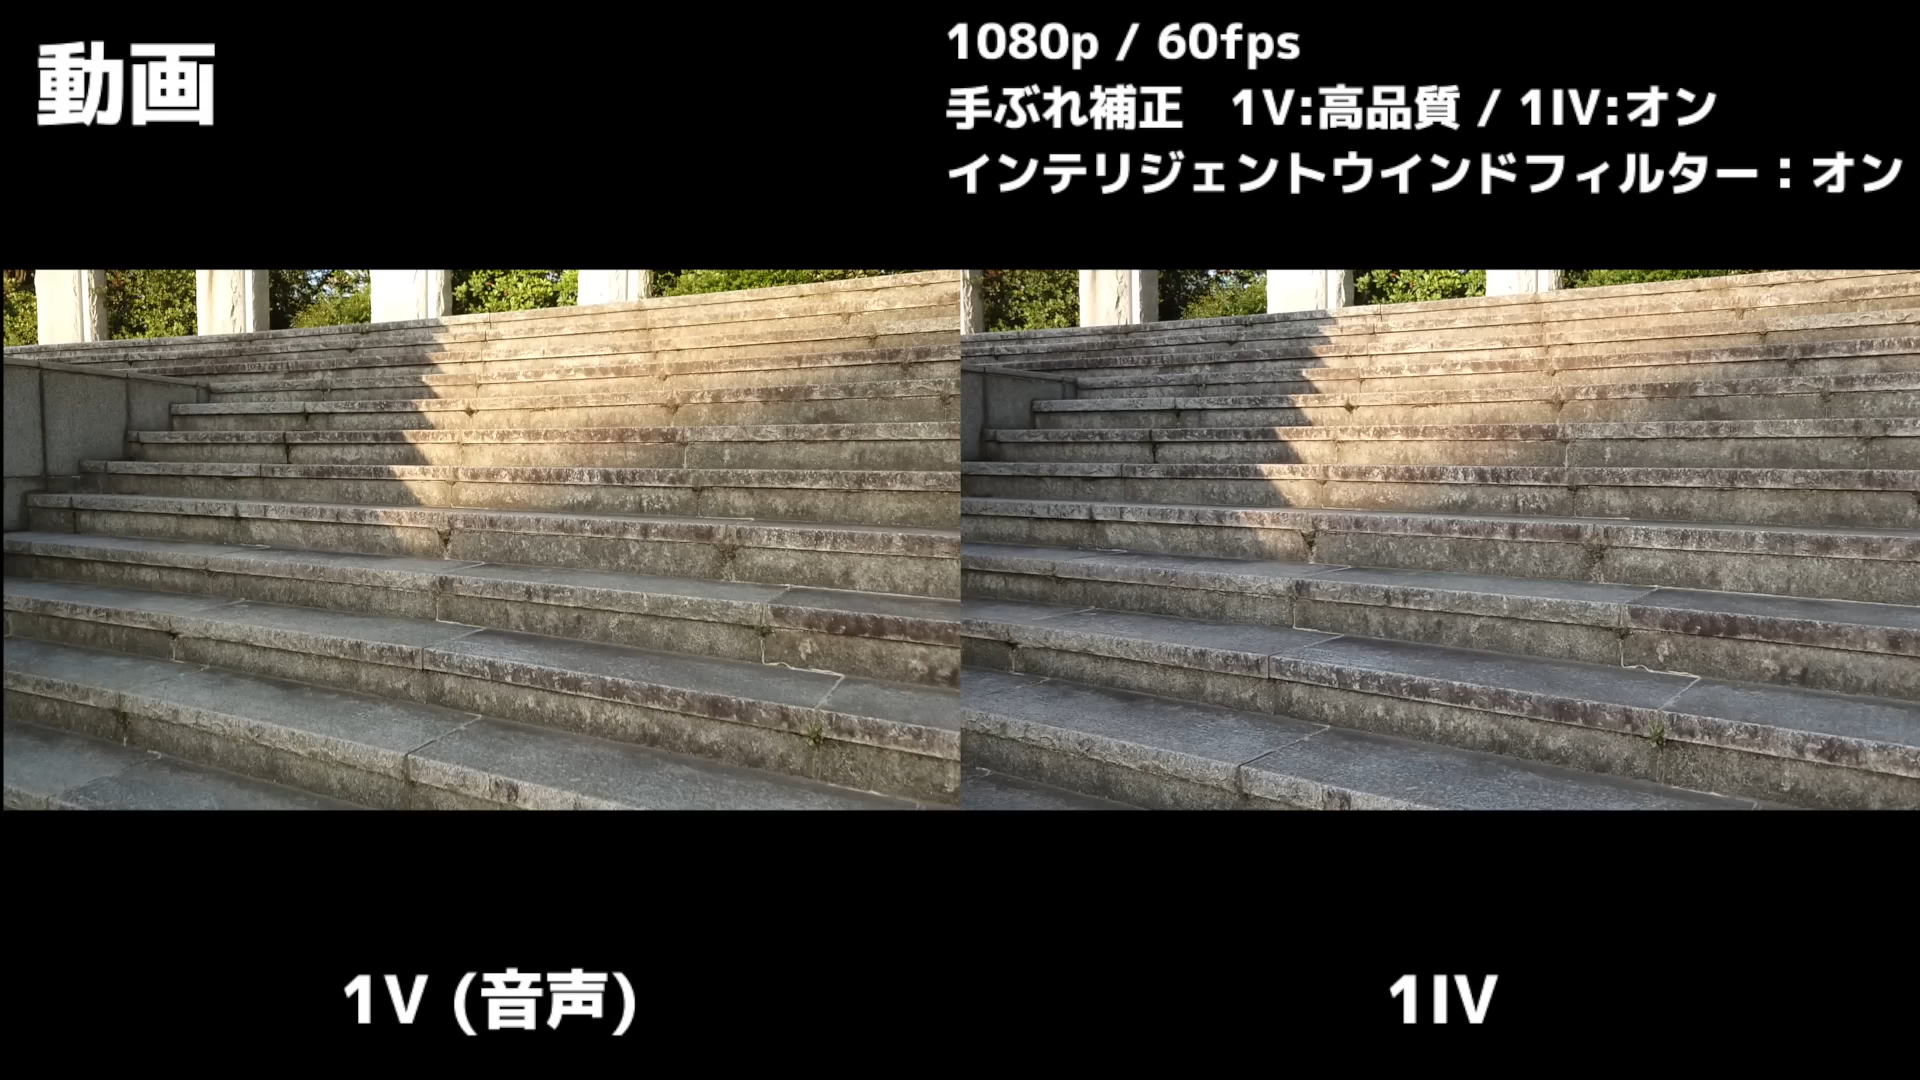 動画
1080p / 60fps
手ぶれ補正　1V:高品質 / 1IV:オン
インテリジェントウインドフィルター：オン
1V (音声)
1IV